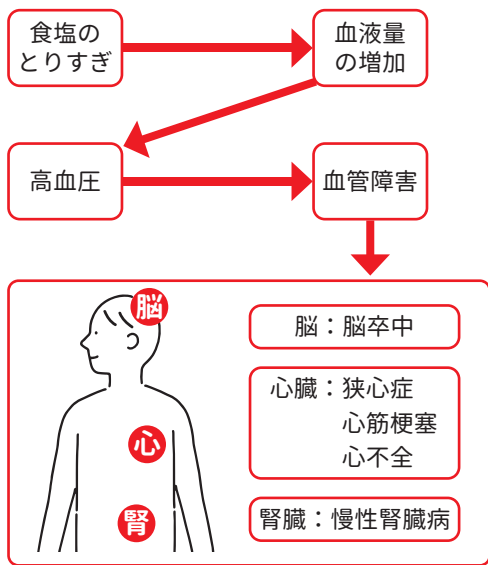 食塩の
とりすぎ
血液量
の増加
高血圧
血管障害
脳
心
腎
脳：脳卒中
心臓：狭心症
心筋梗塞
心不全
腎臓：慢性腎臓病